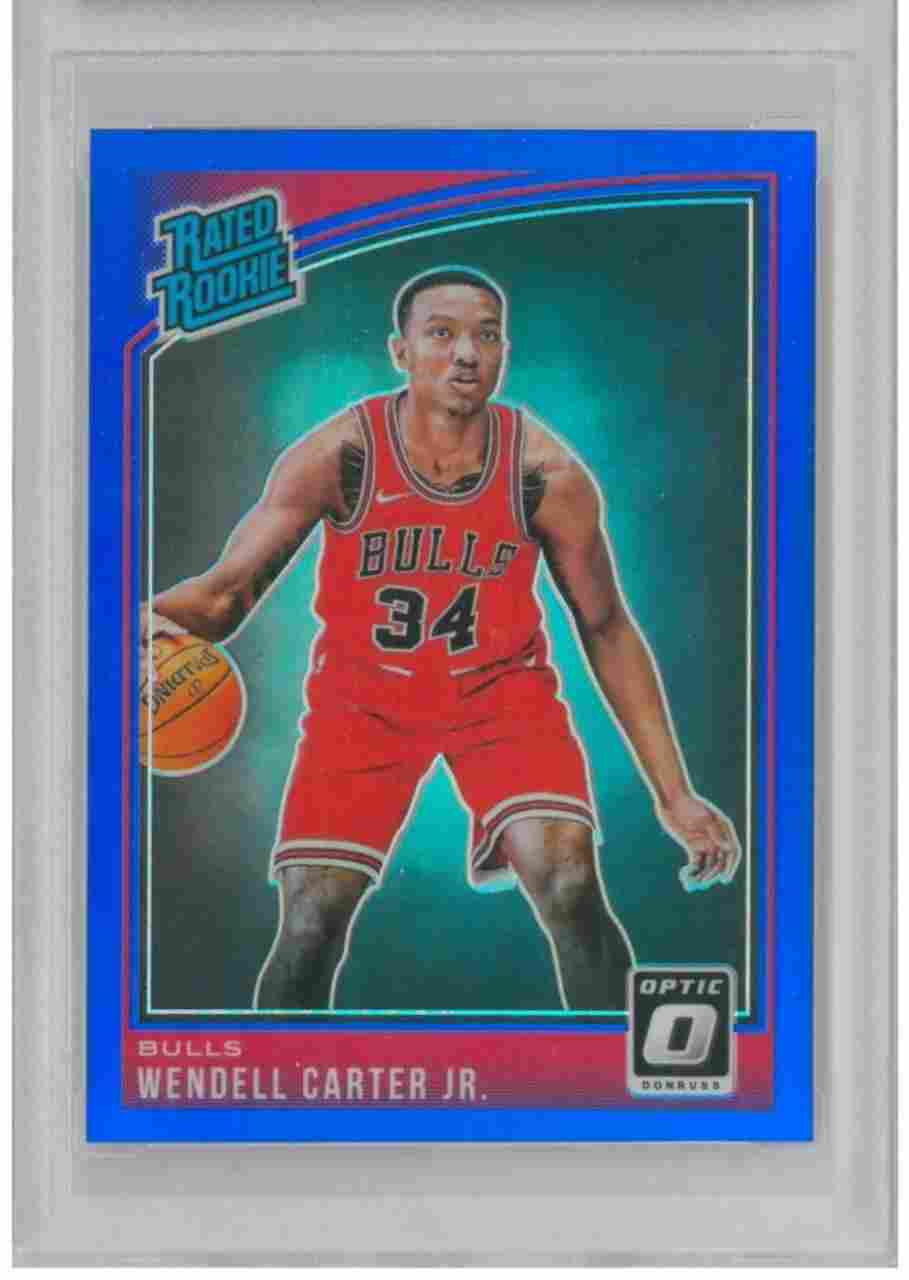 RATED
ROOKIE
BULLS
34
OPTIC
O
DONRUSS
BULLS
WENDELL CARTER JR.